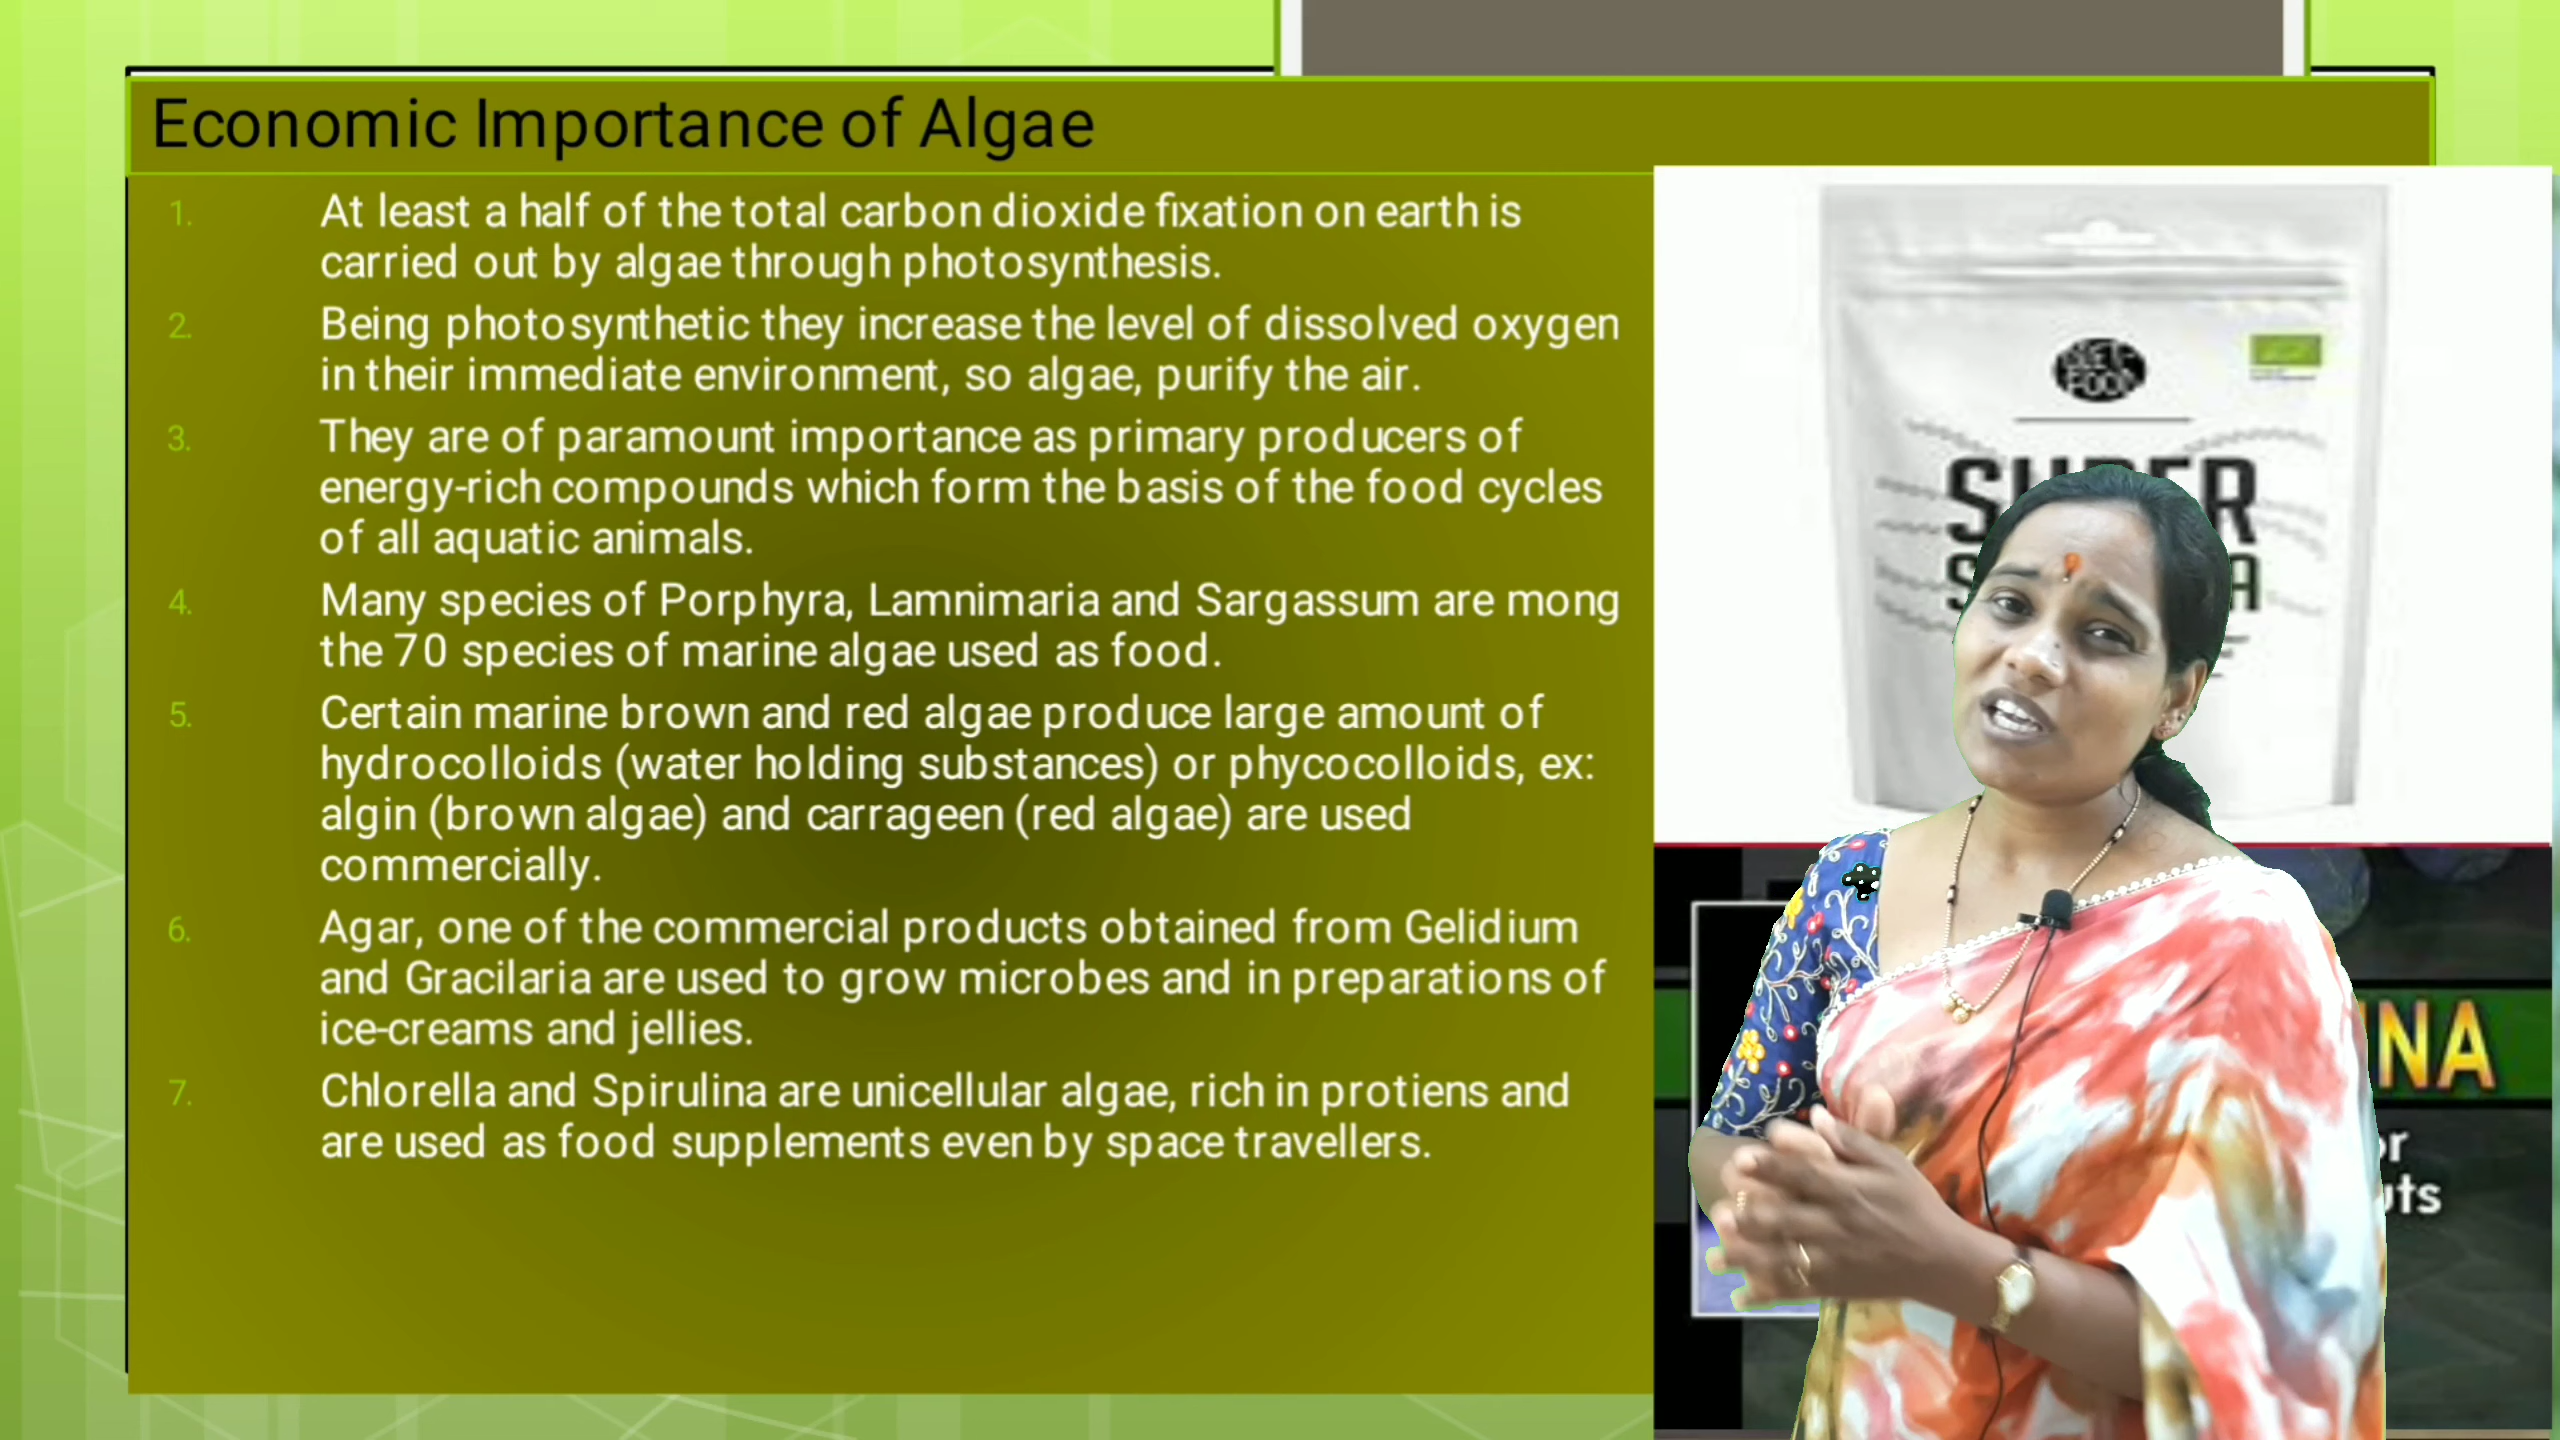 Economic Importance of Algae
1. At least a half of the total carbon dioxide fixation on earth is
carried out by algae through photosynthesis.
2. Being photosynthetic they increase the level of dissolved oxygen
in their immediate environment, so algae, purify the air.
3. They are of paramount importance as primary producers of
energy-rich compounds which form the basis of the food cycles
of all aquatic animals.
4. Many species of Porphyra, Lamnimaria and Sargassum are mong
the 70 species of marine algae used as food.
5. Certain marine brown and red algae produce large amount of
hydrocolloids (water holding substances) or phycocolloids, ex:
algin (brown algae) and carrageen (red algae) are used
commercially.
6. Agar, one of the commercial products obtained from Gelidium
and Gracilaria are used to grow microbes and in preparations of
ice-creams and jellies.
7. Chlorella and Spirulina are unicellular algae, rich in protiens and
are used as food supplements even by space travellers.
DIET-
FOOD